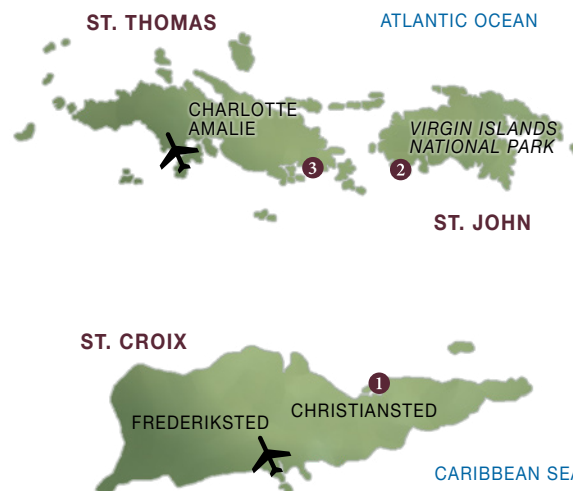 ST. THOMAS
ATLANTIC OCEAN
CHARLOTTE
AMALIE
VIRGIN ISLANDS
NATIONAL PARK
3
2
ST. JOHN
ST. CROIX
1
CHRISTIANSTED
FREDERIKSTED
CARIBBEAN SEA